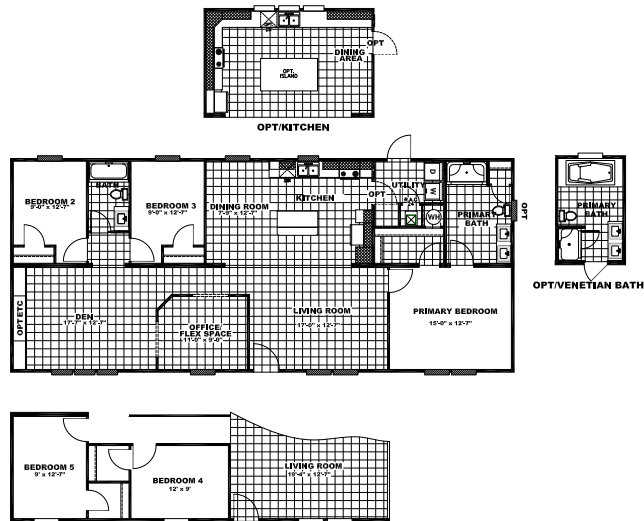 OPT
DINING
AREA
OPT.
ISLAND
OPT/KITCHEN
BEDROOM 2
9'-0" x 12'-7"
BATH
BEDROOM 3
9'-0" x 12'-7"
DINING ROOM
7'-9" x 12'-7"
KITCHEN
OPT
UTILITY
D
W
WH
PRIMARY
BATH
OPT
PRIMARY
BATH
OPT/VENETIAN BATH
OPT ETC
DEN
17'-7" x 12'-7"
OFFICE/
FLEX SPACE
11'-0" x 9'-0"
LIVING ROOM
17'-0" x 12'-7"
PRIMARY BEDROOM
15'-0" x 12'-7"
BEDROOM 5
9' x 12'-7"
BEDROOM 4
12' x 9'
LIVING ROOM
19'-4" x 12'-7"